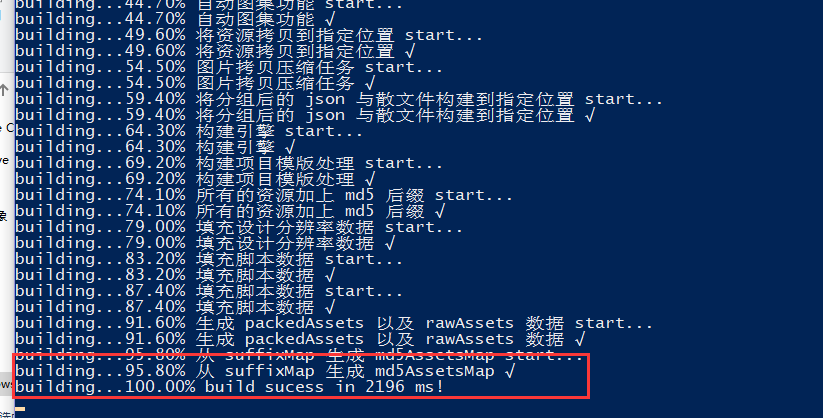 building...44.70% 自动图集功能 start...
building...44.70% 自动图集功能 √
building...49.60% 将资源拷贝到指定位置 start...
building...49.60% 将资源拷贝到指定位置 √
building...54.50% 图片拷贝压缩任务 start...
building...54.50% 图片拷贝压缩任务 √
building...59.40% 将分组后的 json 与散文件构建到指定位置 start...
building...59.40% 将分组后的 json 与散文件构建到指定位置 √
building...64.30% 构建引擎 start...
building...64.30% 构建引擎 √
building...69.20% 构建项目模版处理 start...
building...69.20% 构建项目模版处理 √
building...74.10% 所有的资源加上 md5 后缀 start...
building...74.10% 所有的资源加上 md5 后缀 √
building...79.00% 填充设计分辨率数据 start...
building...79.00% 填充设计分辨率数据 √
building...83.20% 填充脚本数据 start...
building...83.20% 填充脚本数据 √
building...87.40% 填充脚本数据 start...
building...87.40% 填充脚本数据 √
building...91.60% 生成 packedAssets 以及 rawAssets 数据 start...
building...91.60% 生成 packedAssets 以及 rawAssets 数据 √
building...95.80% 从 suffixMap 生成 md5AssetsMap start...
building...95.80% 从 suffixMap 生成 md5AssetsMap √
building...100.00% build sucess in 2196 ms!